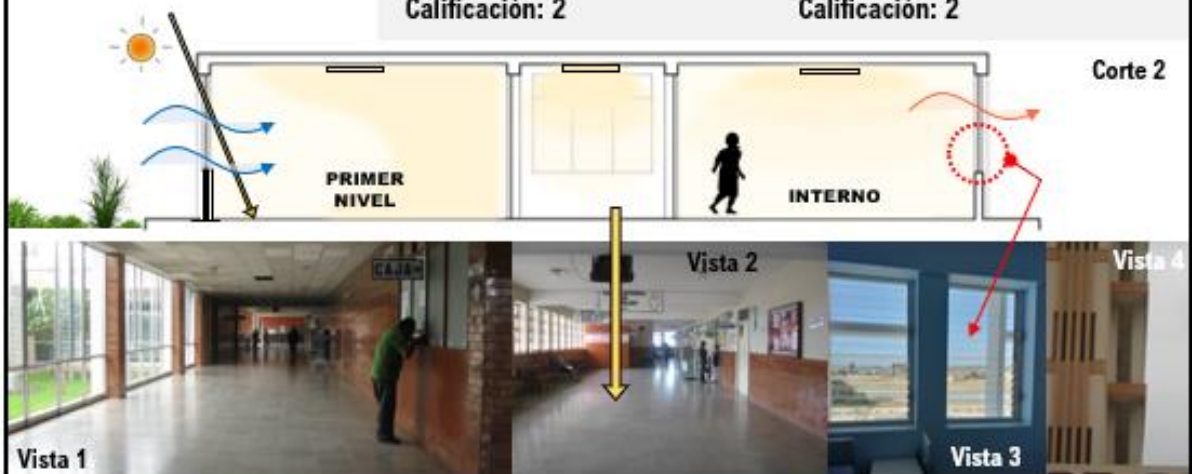 Calificación: 2
Calificación: 2
Corte 2
PRIMER
NIVEL
INTERNO
CAJA
Vista 2
Vista 4
Vista 1
Vista 3